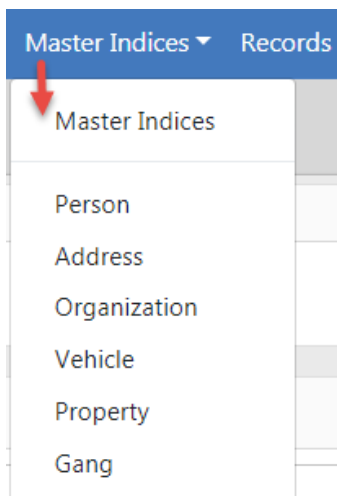 Master Indices Records
Master Indices
Person
Address
Organization
Vehicle
Property
Gang